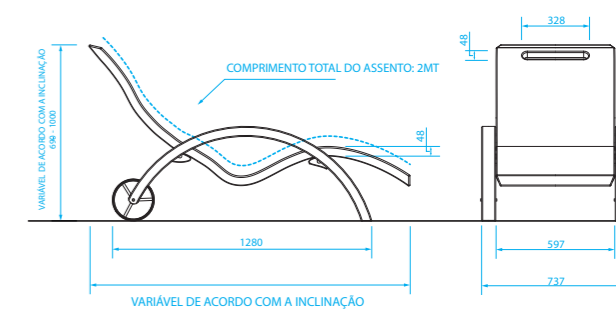 328
48
COMPRIMENTO TOTAL DO ASSENTO: 2MT
VARIÁVEL DE ACORDO COM A INCLINAÇÃO
698 - 1000
48
1280
597
737
VARIÁVEL DE ACORDO COM A INCLINAÇÃO